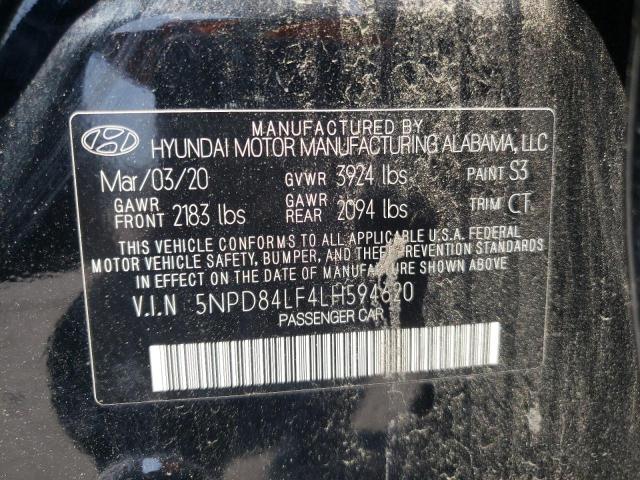 MANUFACTURED BY
HYUNDAI MOTOR MANUFACTURING ALABAMA, LLC
Mar/03/20 GVWR 3924 lbs PAINT S3
GAWR FRONT 2183 lbs GAWR REAR 2094 lbs TRIM CT
THIS VEHICLE CONFORMS TO ALL APPLICABLE U.S.A. FEDERAL
MOTOR VEHICLE SAFETY, BUMPER, AND THEFT PREVENTION STANDARDS
IN EFFECT ON THE DATE OF MANUFACTURE SHOWN ABOVE.
V.I.N 5NPD84LF4LH594620
PASSENGER CAR